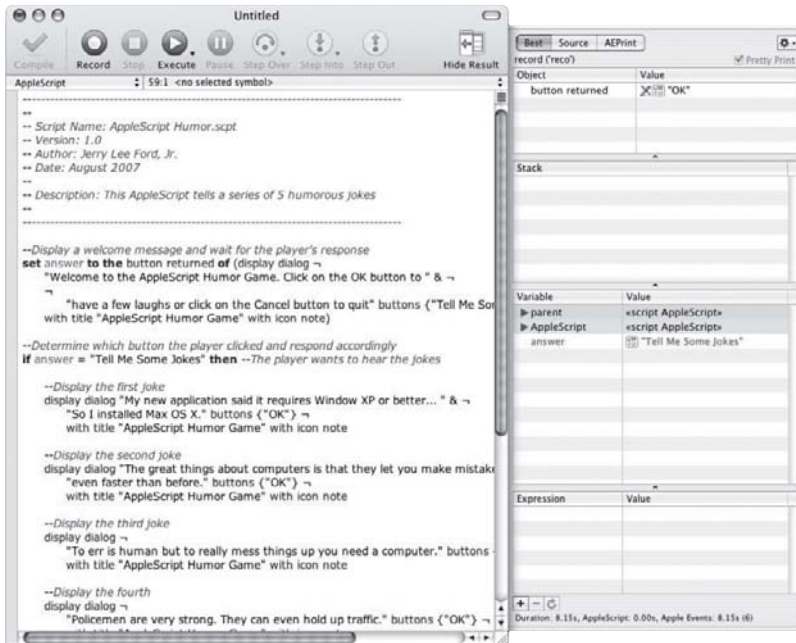 Untitled
Compile Record Stop Execute Pause Step Over Step Into Step Out Hide Result
AppleScript 59:1 <no selected symbol>
--------------------------------------------------------------------------------
--
-- Script Name: AppleScript Humor.scpt
-- Version: 1.0
-- Author: Jerry Lee Ford, Jr.
-- Date: August 2007
--
-- Description: This AppleScript tells a series of 5 humorous jokes
--
--------------------------------------------------------------------------------
--Display a welcome message and wait for the player's response
set answer to the button returned of (display dialog ¬
"Welcome to the AppleScript Humor Game. Click on the OK button to " & ¬
¬
"have a few laughs or click on the Cancel button to quit" buttons {"Tell Me So
with title "AppleScript Humor Game" with icon note)
--Determine which button the player clicked and respond accordingly
if answer = "Tell Me Some Jokes" then --The player wants to hear the jokes
--Display the first joke
display dialog "My new application said it requires Window XP or better... " & ¬
"So I installed Max OS X." buttons {"OK"} ¬
with title "AppleScript Humor Game" with icon note
--Display the second joke
display dialog "The great things about computers is that they let you make mistake
"even faster than before." buttons {"OK"} ¬
with title "AppleScript Humor Game" with icon note
--Display the third joke
display dialog ¬
"To err is human but to really mess things up you need a computer." buttons
with title "AppleScript Humor Game" with icon note
--Display the fourth
display dialog ¬
"Policemen are very strong. They can even hold up traffic." buttons {"OK"} ¬
Best Source AEPrint
record ('reco') Pretty Print
Object Value
button returned "OK"
Stack
Variable Value
parent «script AppleScript»
AppleScript «script AppleScript»
answer "Tell Me Some Jokes"
Expression Value
Duration: 8.15s, AppleScript: 0.00s, Apple Events: 8.15s (6)